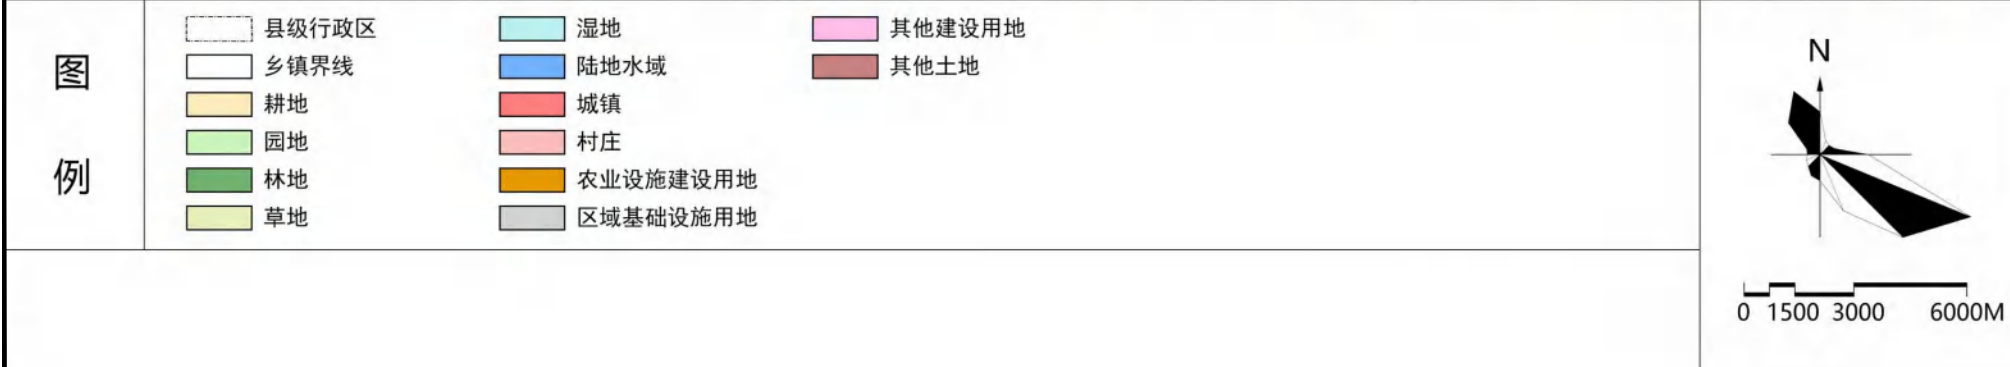 图
例
县级行政区
乡镇界线
耕地
园地
林地
草地
湿地
陆地水域
城镇
村庄
农业设施建设用地
区域基础设施用地
其他建设用地
其他土地
N
0 1500 3000 6000M